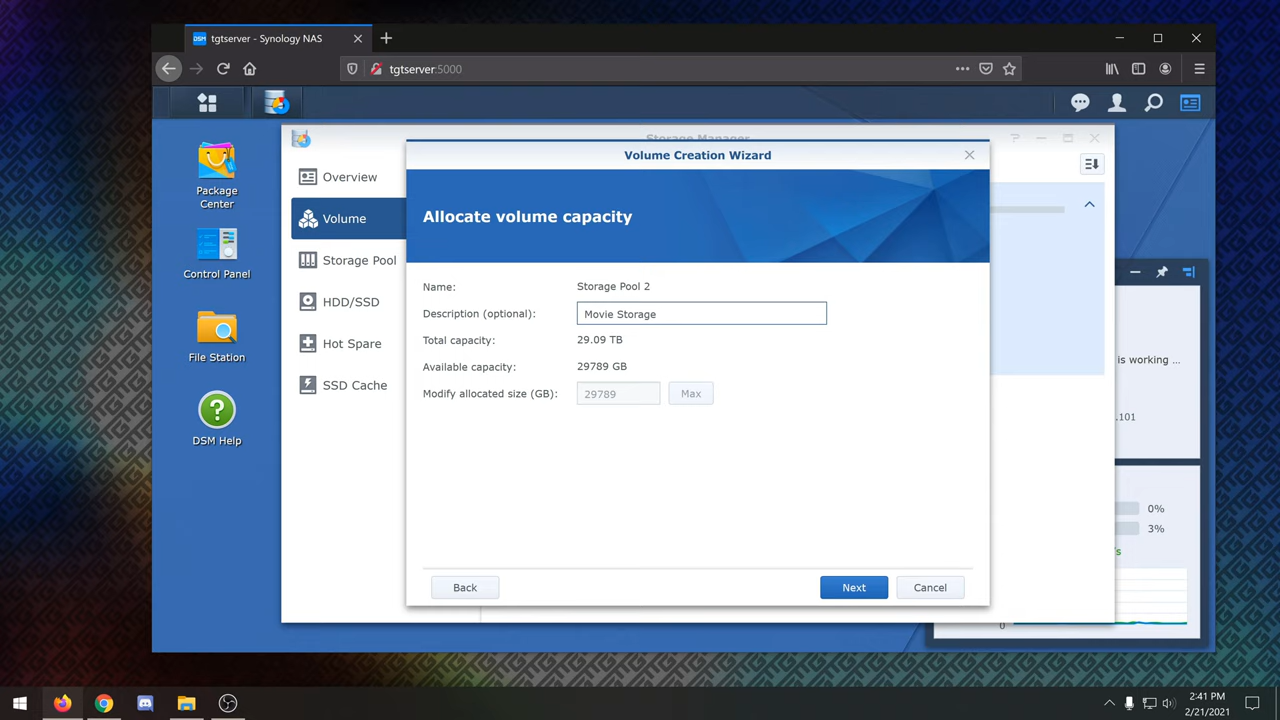 DSM tgtserver - Synology NAS
tgtserver:5000
Storage Manager
Volume Creation Wizard
Package
Center
Control Panel
File Station
DSM Help
Overview
Volume
Storage Pool
HDD/SSD
Hot Spare
SSD Cache
Allocate volume capacity
Name: Storage Pool 2
Description (optional): Movie Storage
Total capacity: 29.09 TB
Available capacity: 29789 GB
Modify allocated size (GB): 29789 Max
Back Next Cancel
is working ...
.101
0%
3%
0
2:41 PM
2/21/2021